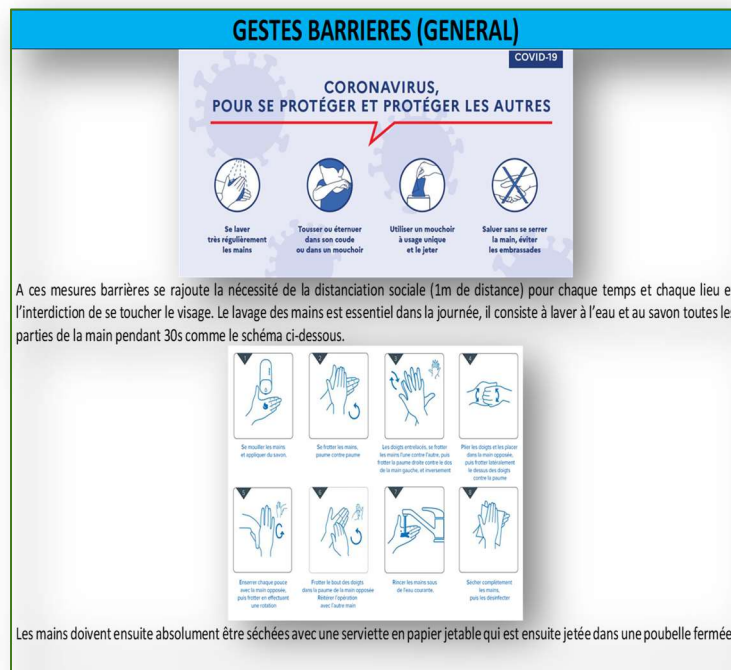 GESTES BARRIERES (GENERAL)
COVID-19
CORONAVIRUS,
POUR SE PROTÉGER ET PROTÉGER LES AUTRES
Se laver
très régulièrement
les mains
Tousser ou éternuer
dans son coude
ou dans un mouchoir
Utiliser un mouchoir
à usage unique
et le jeter
Saluer sans se serrer
la main, éviter
les embrassades
A ces mesures barrières se rajoute la nécessité de la distanciation sociale (1m de distance) pour chaque temps et chaque lieu e
l'interdiction de se toucher le visage. Le lavage des mains est essentiel dans la journée, il consiste à laver à l'eau et au savon toutes les
parties de la main pendant 30s comme le schéma ci-dessous.
1
2
3
4
Se mouiller les mains
et appliquer du savon.
Se frotter les mains,
paume contre paume
Les doigts entrelacés, se frotter
les mains l'une contre l'autre, puis
frotter la paume droite contre le dos
de la main gauche, et inversement
Plier les doigts et les placer
dans la main opposée,
puis frotter latéralement
le dessus des doigts
contre la paume
5
6
7
8
Enserrer chaque pouce
avec la main opposée,
puis frotter en effectuant
une rotation
Frotter le bout des doigts
dans la paume de la main opposée
Réitérer l'opération
avec l'autre main
Rincer les mains sous
de l'eau courante.
Sécher complètement
les mains,
puis les désinfecter
Les mains doivent ensuite absolument être séchées avec une serviette en papier jetable qui est ensuite jetée dans une poubelle fermée